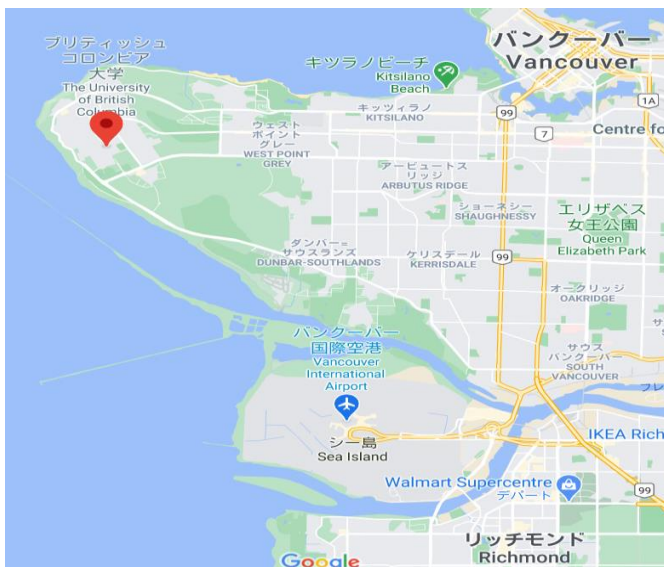 ブリティッシュ
コロンビア
大学
The University
of British
Columbia
キツラノビーチ
Kitsilano
Beach
バンクーバー
Vancouver
99
1A
7
Centre fo
キッツィラノ
KITSILANO
ウェスト
ポイント
グレー
WEST POINT
GREY
アービュートス
リッジ
ARBUTUS RIDGE
ショーネシー
SHAUGHNESSY
エリザベス
女王公園
Queen
Elizabeth Park
ダンバー=
サウスランズ
DUNBAR-SOUTHLANDS
ケリスデール
KERRISDALE
99
オークリッジ
OAKRIDGE
バンクーバー
国際空港
Vancouver
International
Airport
サウス
バンクーバー
SOUTH
VANCOUVER
フレ
シー島
Sea Island
IKEA Rich
Walmart Supercentre
デパート
99
リッチモンド
Richmond
Google